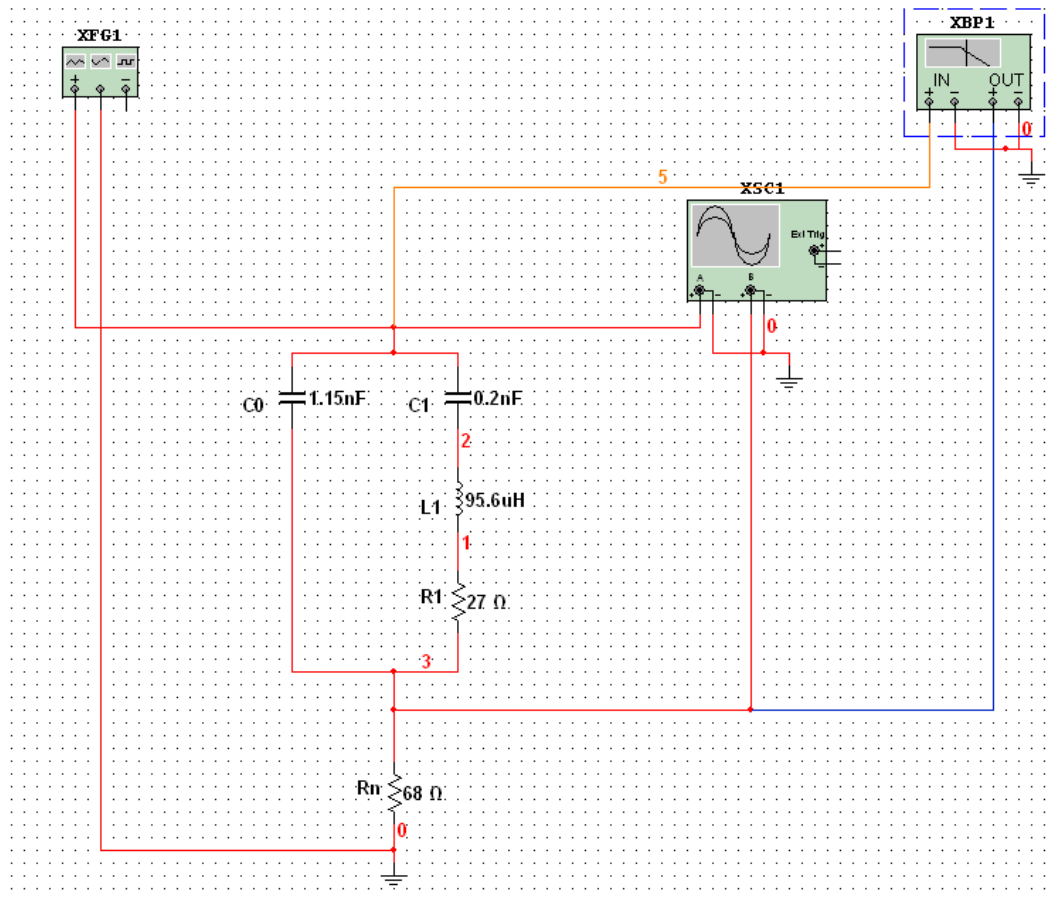 XFG1
XBP1
+
−
IN
OUT
+
−
+
−
0
5
XSC1
Ext Trig
+
−
A
B
+
−
+
−
0
C0
1.15nF
C1
0.2nF
2
L1
95.6uH
1
R1
27 Ω
3
Rn
68 Ω
0